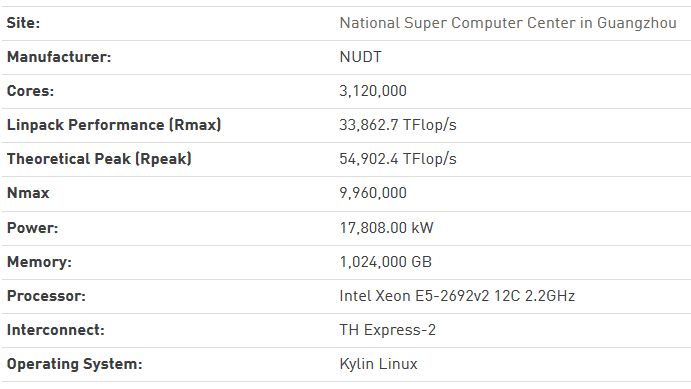 Site: National Super Computer Center in Guangzhou
Manufacturer: NUDT
Cores: 3,120,000
Linpack Performance (Rmax) 33,862.7 TFlop/s
Theoretical Peak (Rpeak) 54,902.4 TFlop/s
Nmax 9,960,000
Power: 17,808.00 kW
Memory: 1,024,000 GB
Processor: Intel Xeon E5-2692v2 12C 2.2GHz
Interconnect: TH Express-2
Operating System: Kylin Linux